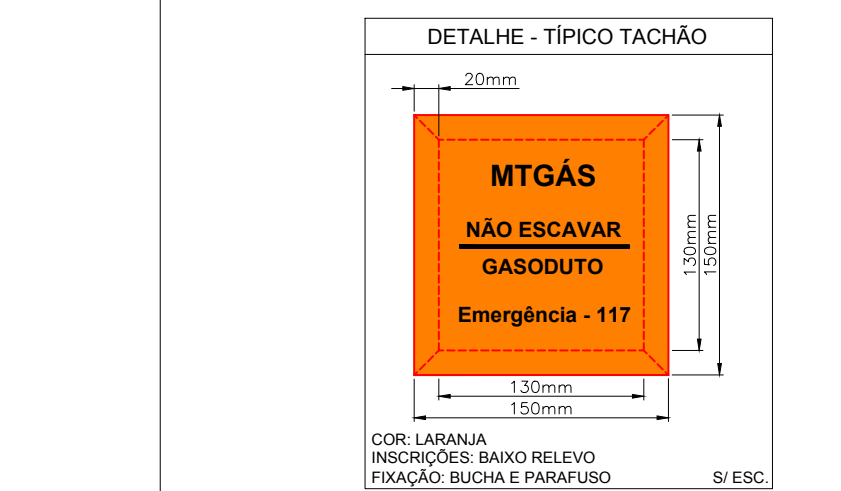 DETALHE - TÍPICO TACHÃO
20mm
MTGÁS
NÃO ESCAVAR
GASODUTO
Emergência - 117
130mm
150mm
130mm
150mm
COR: LARANJA
INSCRIÇÕES: BAIXO RELEVO
FIXAÇÃO: BUCHA E PARAFUSO S/ ESC.